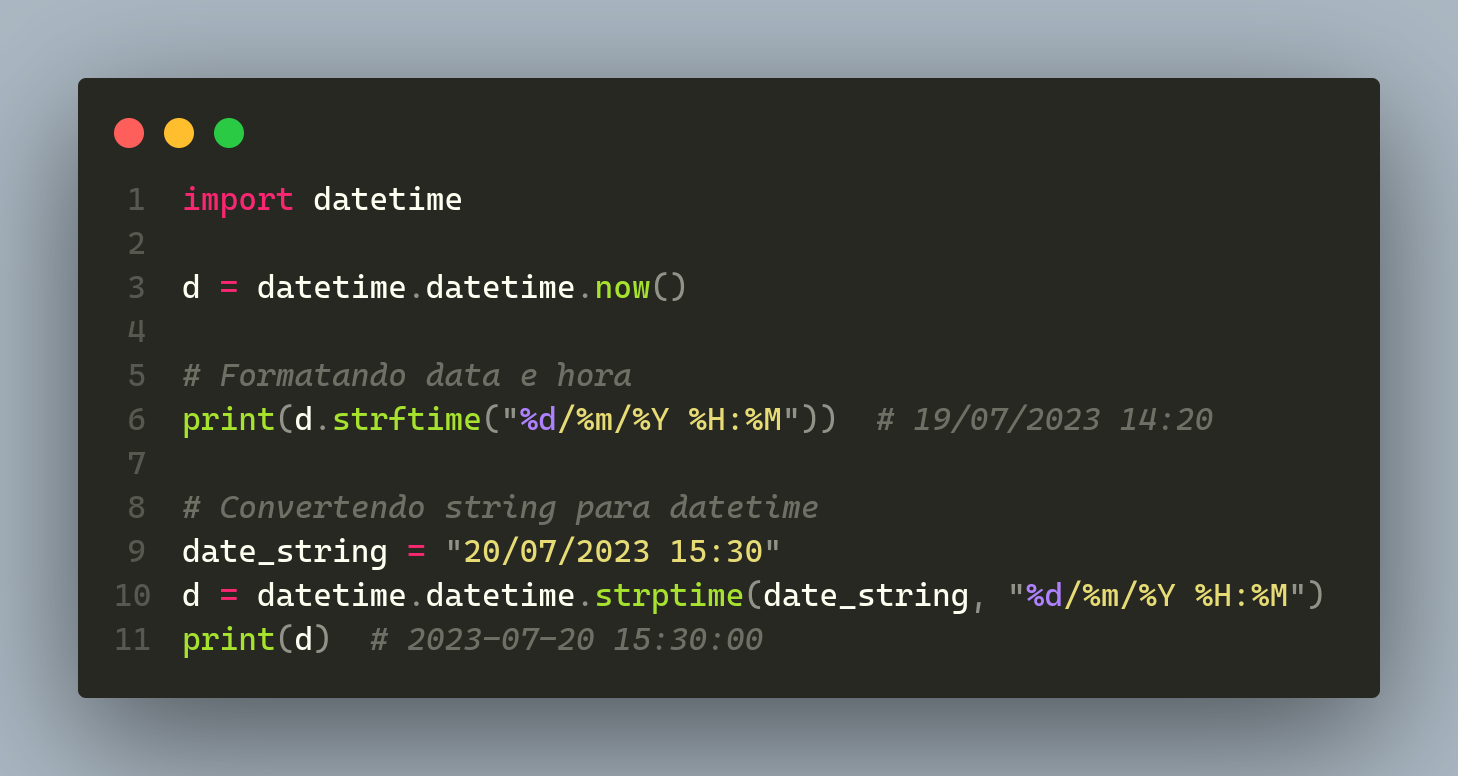 1 import datetime
2
3 d = datetime.datetime.now()
4
5 # Formatando data e hora
6 print(d.strftime("%d/%m/%Y %H:%M"))  # 19/07/2023 14:20
7
8 # Convertendo string para datetime
9 date_string = "20/07/2023 15:30"
10 d = datetime.datetime.strptime(date_string, "%d/%m/%Y %H:%M")
11 print(d)  # 2023-07-20 15:30:00